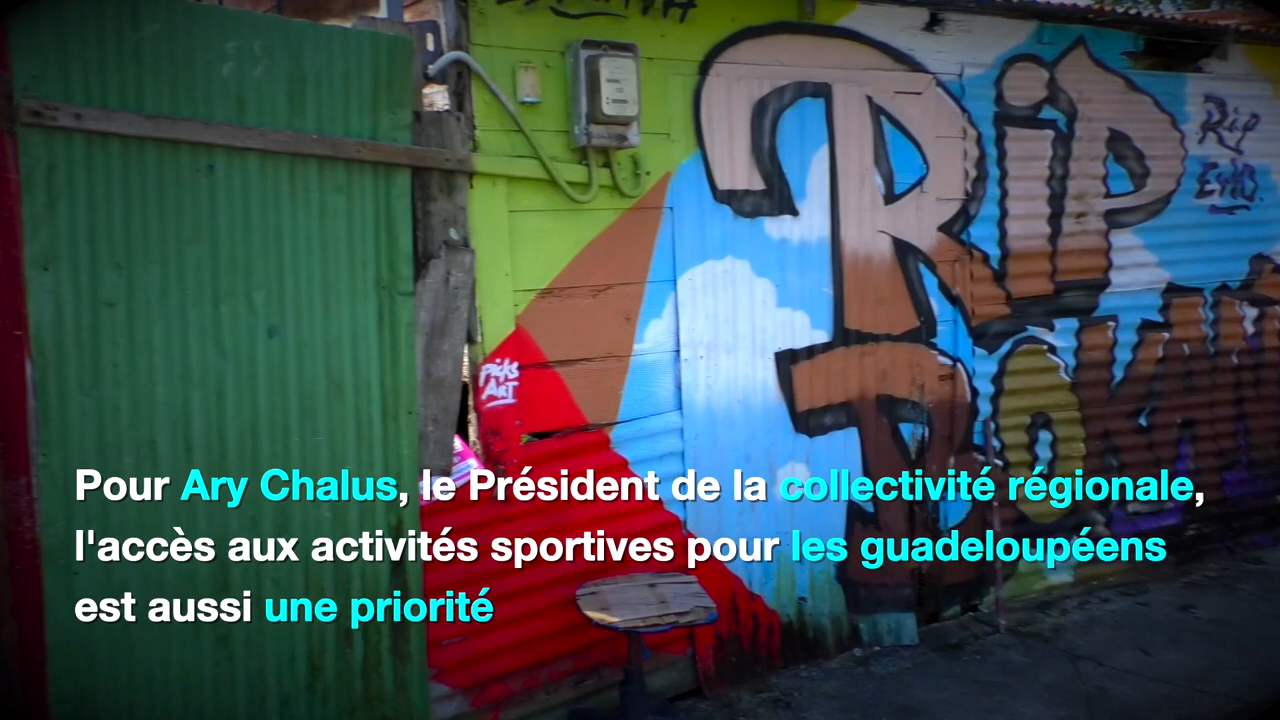 RiP
Rip
PicKs
ArT
Pour Ary Chalus, le Président de la collectivité régionale,
l'accès aux activités sportives pour les guadeloupéens
est aussi une priorité